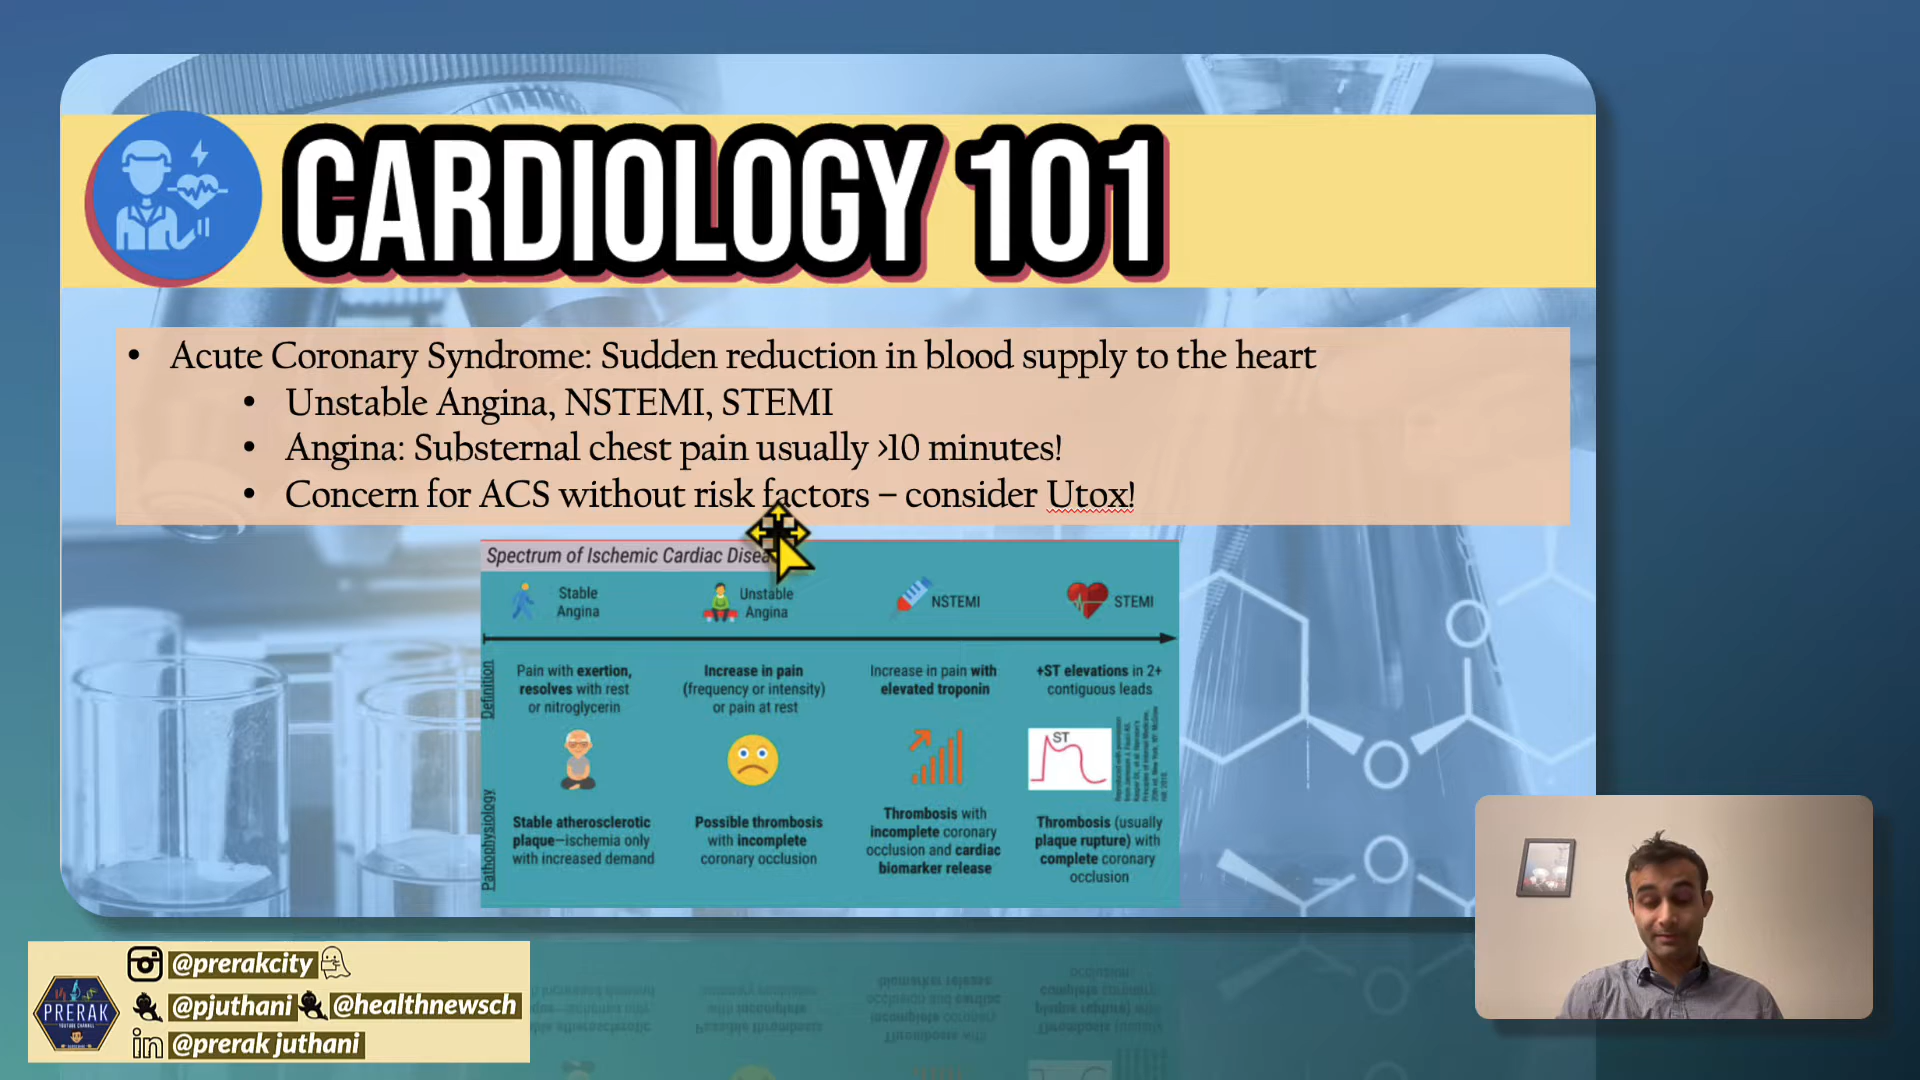 CARDIOLOGY 101
• Acute Coronary Syndrome: Sudden reduction in blood supply to the heart
• Unstable Angina, NSTEMI, STEMI
• Angina: Substernal chest pain usually >10 minutes!
• Concern for ACS without risk factors – consider Utox!
Spectrum of Ischemic Cardiac
Stable
Angina
Unstable
Angina
NSTEMI
STEMI
Definition
Pain with exertion,
resolves with rest
or nitroglycerin
Increase in pain
(frequency or intensity)
or pain at rest
Increase in pain with
elevated troponin
+ST elevations in 2+
contiguous leads
ST
Pathophysiology
Stable atherosclerotic
plaque—ischemia only
with increased demand
Possible thrombosis
with incomplete
coronary occlusion
Thrombosis with
incomplete coronary
occlusion and cardiac
biomarker release
Thrombosis (usually
plaque rupture) with
complete coronary
occlusion
PRERAK
YOUTUBE CHANNEL
@prerakcity
@pjuthani @healthnewsch
in @prerak juthani